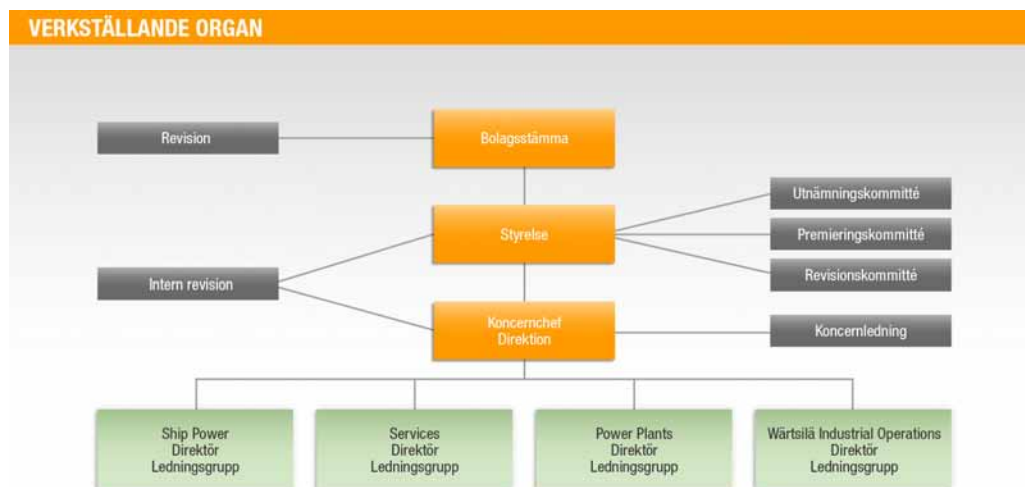 VERKSTÄLLANDE ORGAN
Revision
Bolagsstämma
Utnämningskommitté
Styrelse
Premieringskommitté
Revisionskommitté
Intern revision
Koncernchef
Direktion
Koncernledning
Ship Power
Direktör
Ledningsgrupp
Services
Direktör
Ledningsgrupp
Power Plants
Direktör
Ledningsgrupp
Wärtsilä Industrial Operations
Direktör
Ledningsgrupp